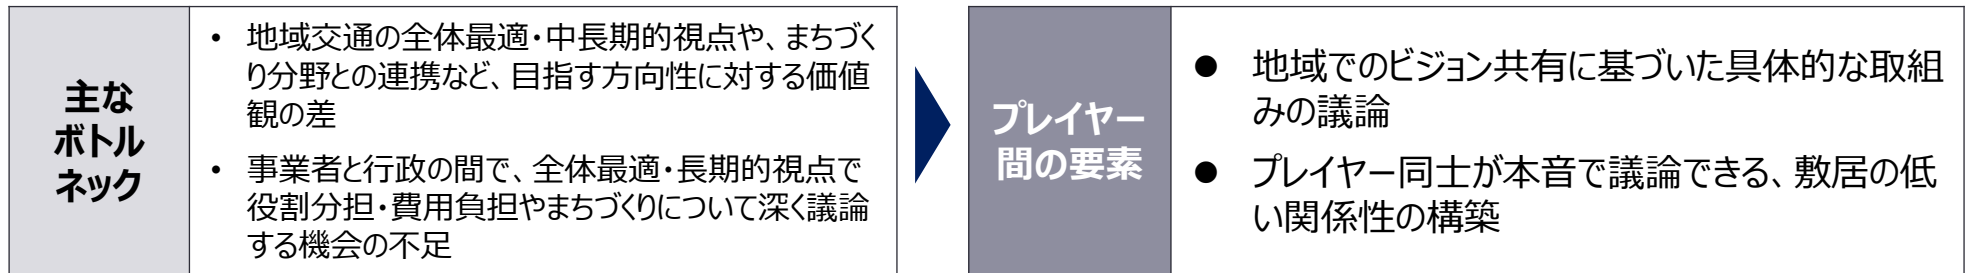 主な
ボトル
ネック
• 地域交通の全体最適・中長期的視点や、まちづく
り分野との連携など、目指す方向性に対する価値
観の差
• 事業者と行政の間で、全体最適・長期的視点で
役割分担・費用負担やまちづくりについて深く議論
する機会の不足
プレイヤー
間の要素
● 地域でのビジョン共有に基づいた具体的な取組
みの議論
● プレイヤー同士が本音で議論できる、敷居の低
い関係性の構築